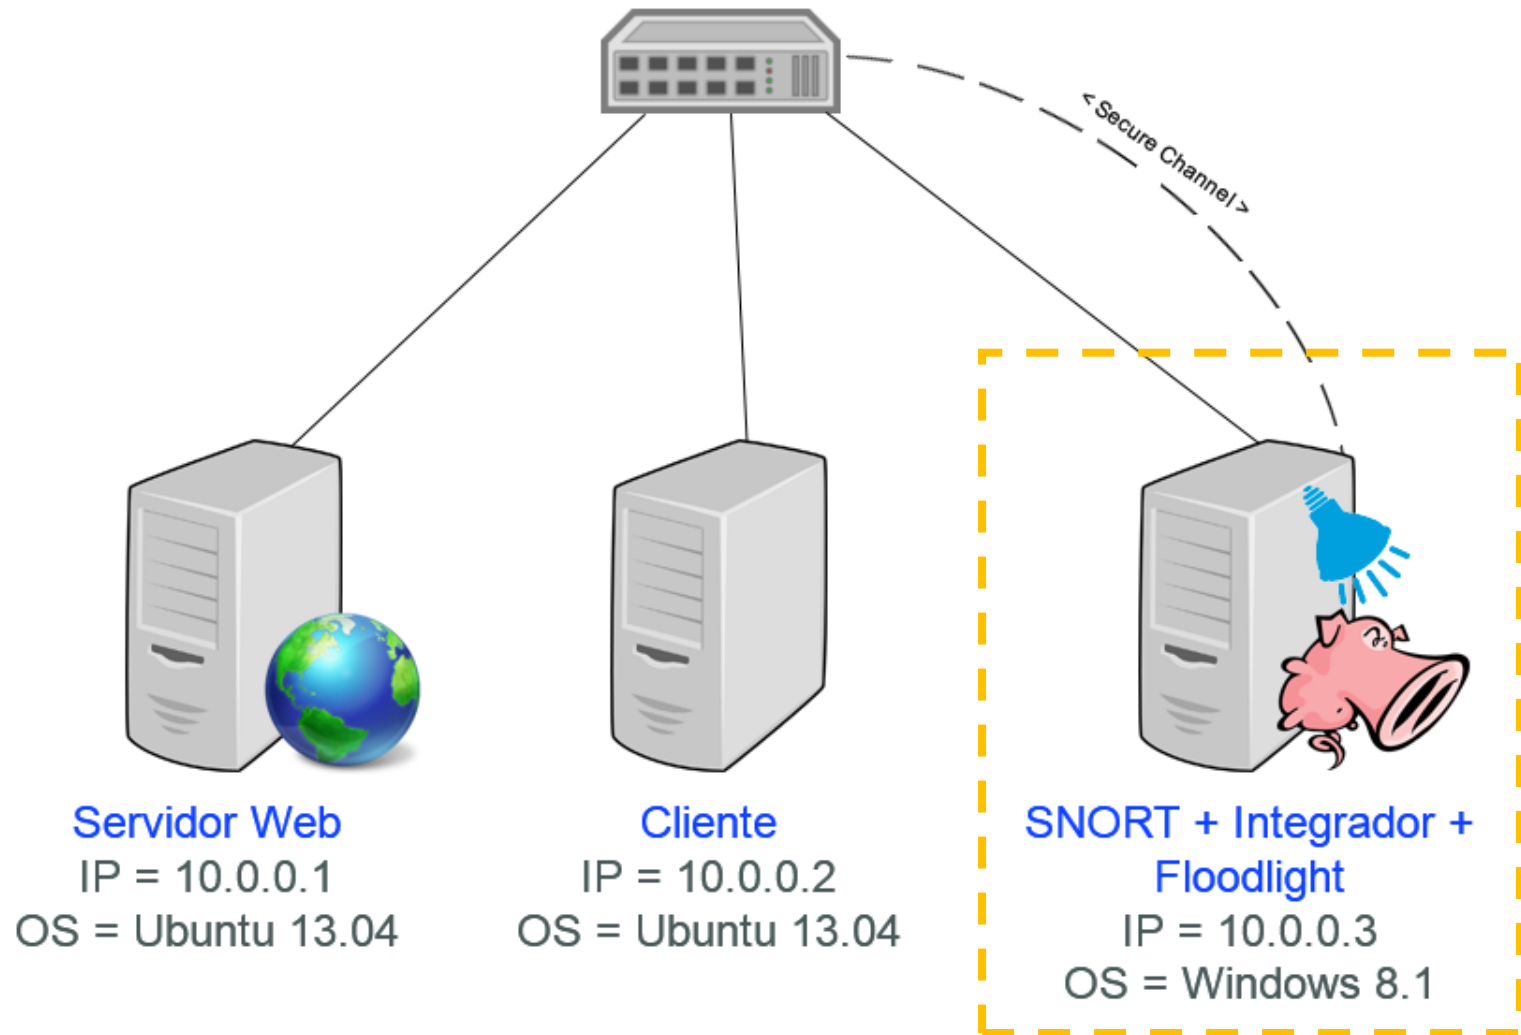 < Secure Channel >
Servidor Web
IP = 10.0.0.1
OS = Ubuntu 13.04
Cliente
IP = 10.0.0.2
OS = Ubuntu 13.04
SNORT + Integrador +
Floodlight
IP = 10.0.0.3
OS = Windows 8.1